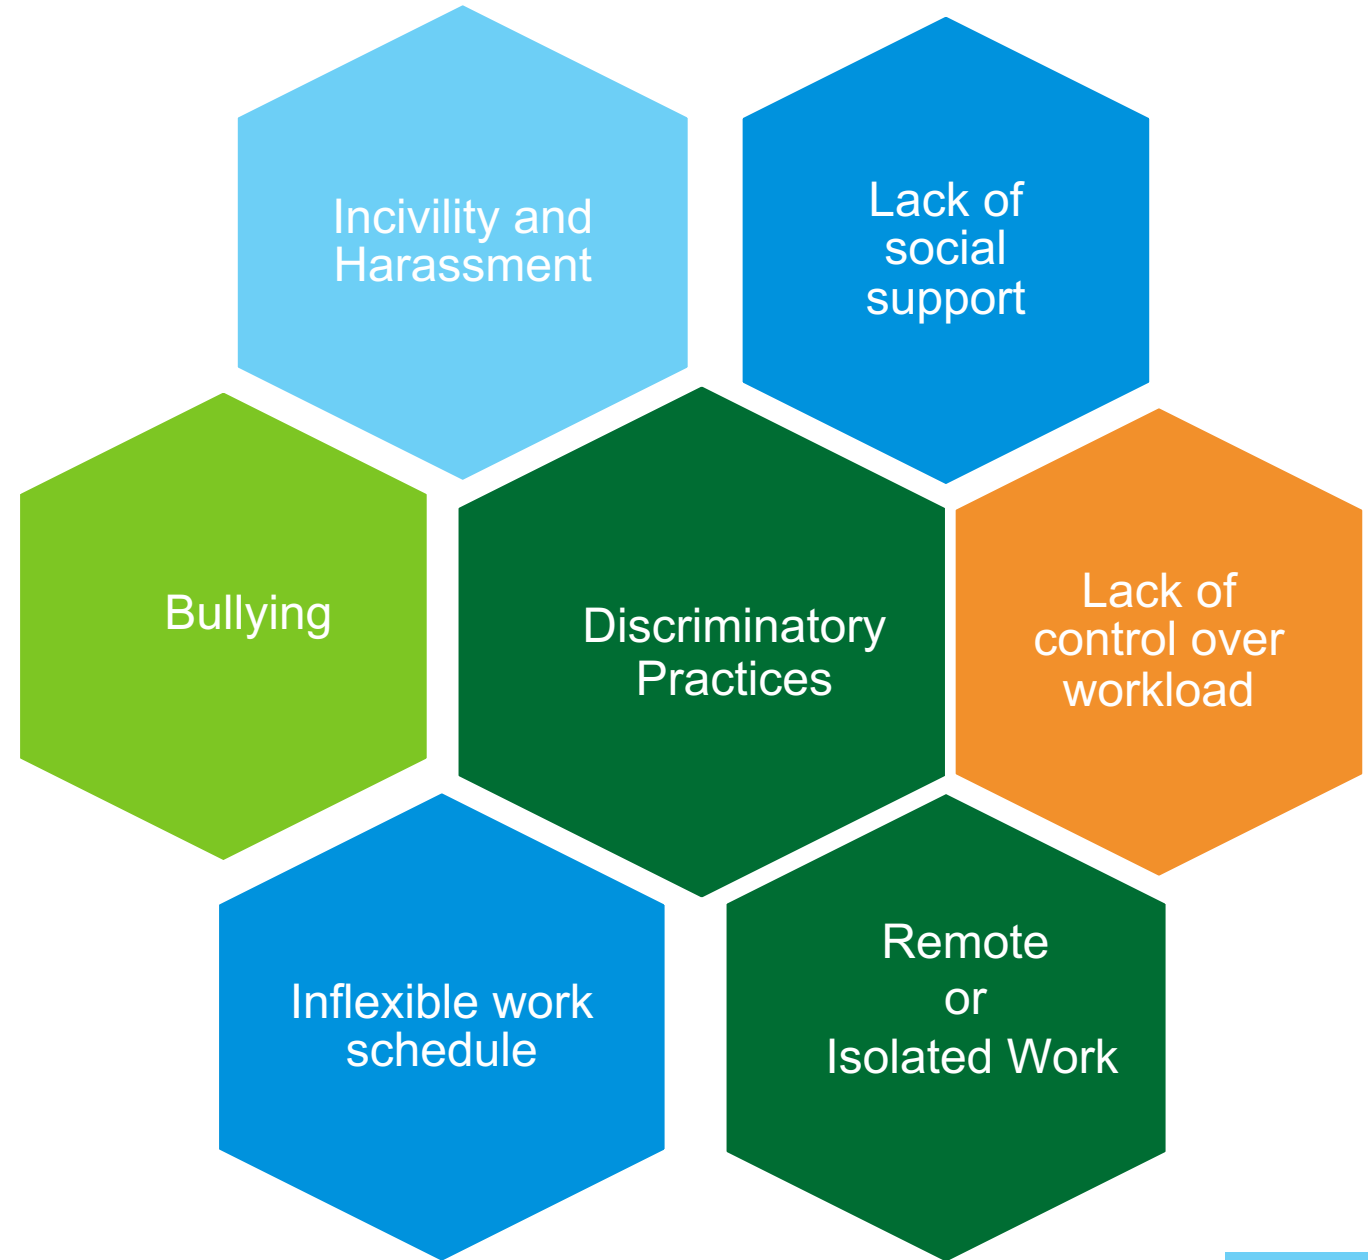 Incivility and
Harassment
Lack of
social
support
Bullying
Discriminatory
Practices
Lack of
control over
workload
Inflexible work
schedule
Remote
or
Isolated Work